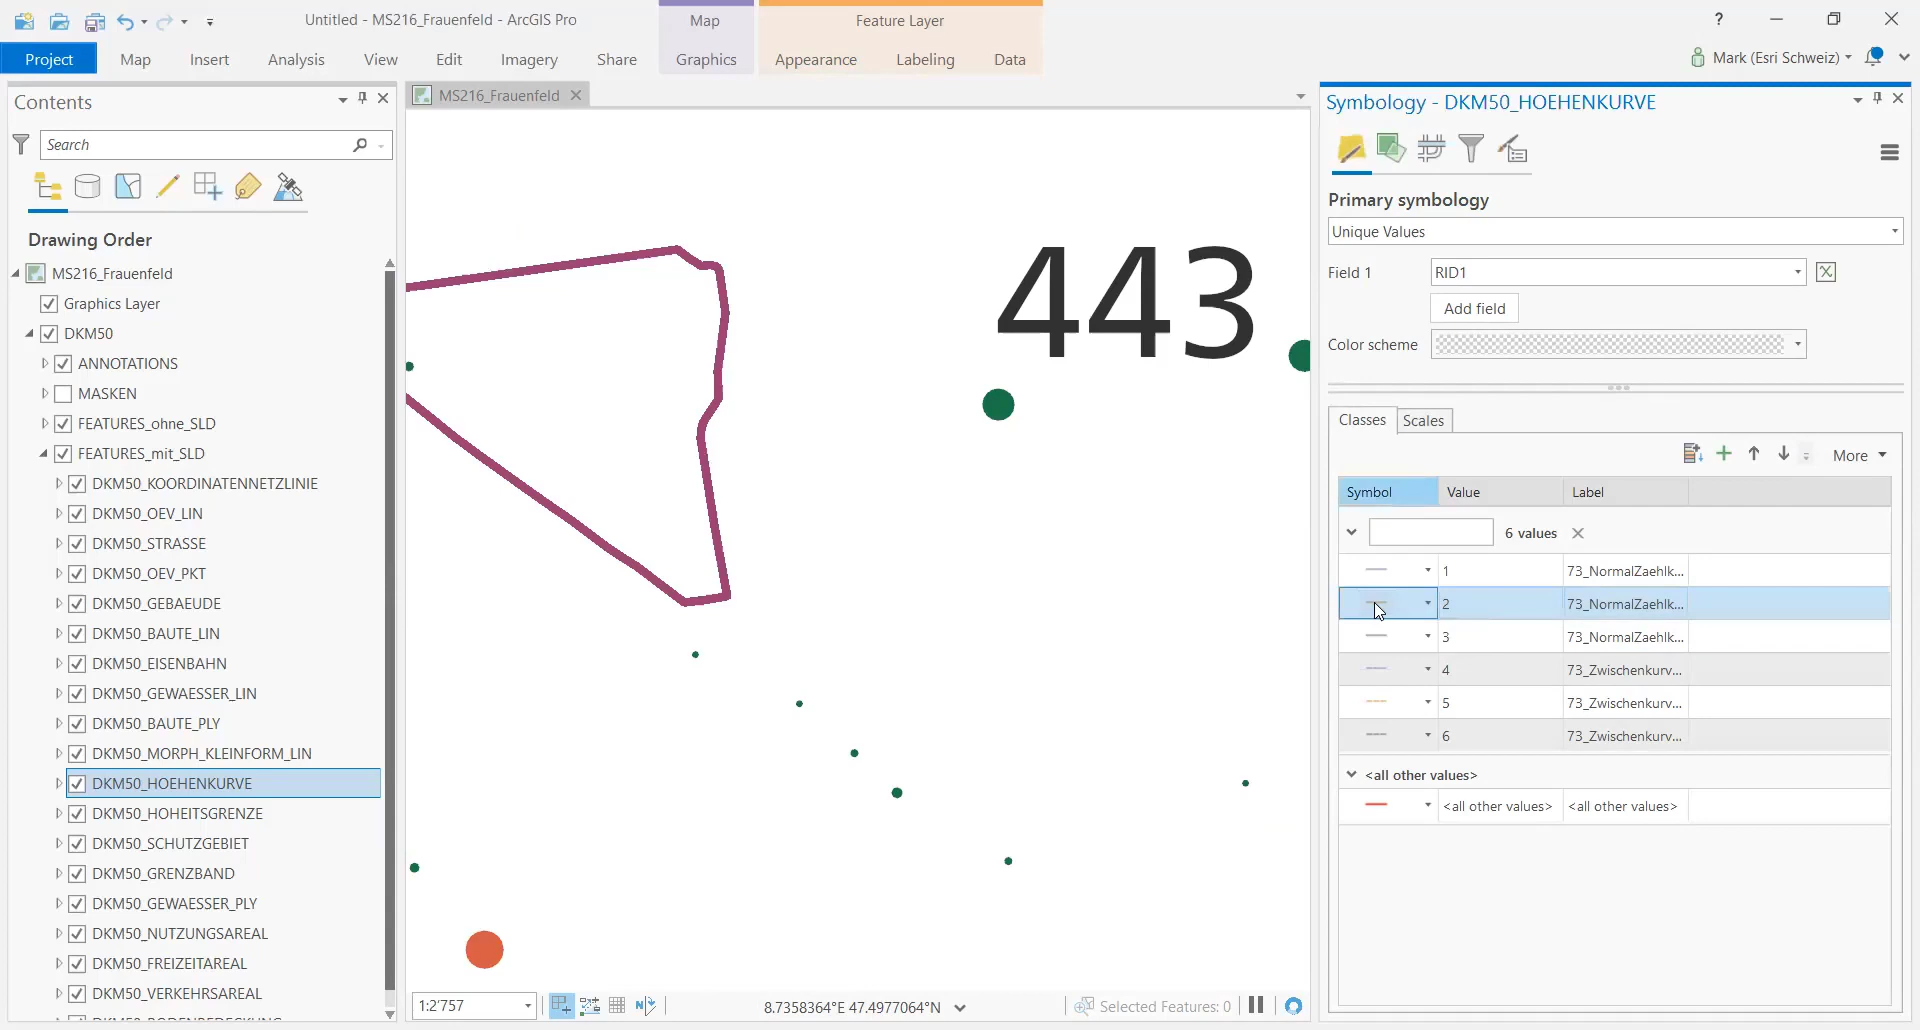 Untitled - MS216_Frauenfeld - ArcGIS Pro
Map
Feature Layer
?
Project
Map
Insert
Analysis
View
Edit
Imagery
Share
Graphics
Appearance
Labeling
Data
Mark (Esri Schweiz)
Contents
Search
Drawing Order
MS216_Frauenfeld
Graphics Layer
DKM50
ANNOTATIONS
MASKEN
FEATURES_ohne_SLD
FEATURES_mit_SLD
DKM50_KOORDINATENNETZLINIE
DKM50_OEV_LIN
DKM50_STRASSE
DKM50_OEV_PKT
DKM50_GEBAEUDE
DKM50_BAUTE_LIN
DKM50_EISENBAHN
DKM50_GEWAESSER_LIN
DKM50_BAUTE_PLY
DKM50_MORPH_KLEINFORM_LIN
DKM50_HOEHENKURVE
DKM50_HOHEITSGRENZE
DKM50_SCHUTZGEBIET
DKM50_GRENZBAND
DKM50_GEWAESSER_PLY
DKM50_NUTZUNGSAREAL
DKM50_FREIZEITAREAL
DKM50_VERKEHRSAREAL
MS216_Frauenfeld
443
1:2'757
8.7358364°E 47.4977064°N
Selected Features: 0
Symbology - DKM50_HOEHENKURVE
Primary symbology
Unique Values
Field 1
RID1
Add field
Color scheme
Classes
Scales
More
Symbol
Value
Label
6 values
1
73_NormalZaehlk...
2
73_NormalZaehlk...
3
73_NormalZaehlk...
4
73_Zwischenkurv...
5
73_Zwischenkurv...
6
73_Zwischenkurv...
<all other values>
<all other values>
<all other values>